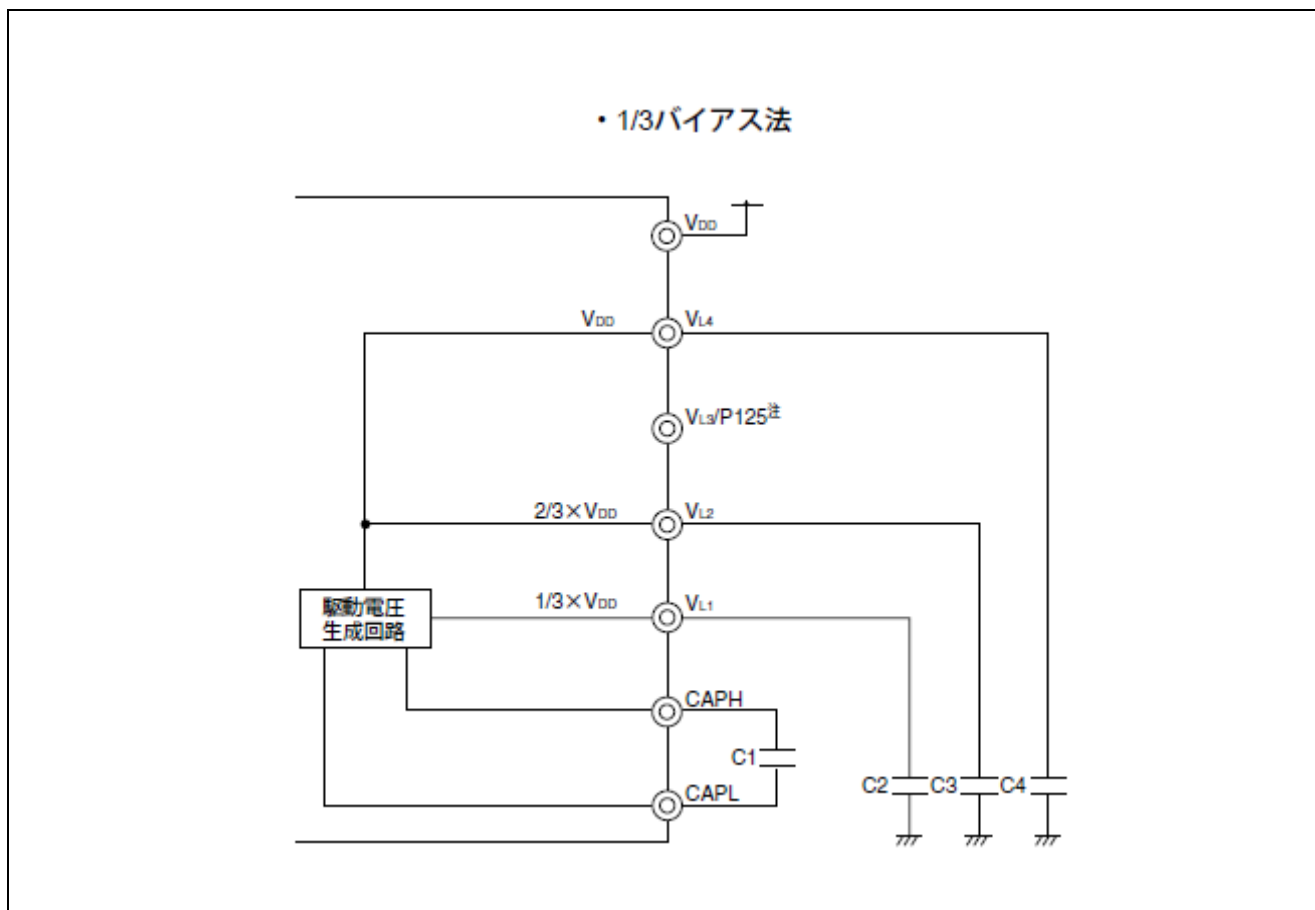 ・1/3バイアス法
VDD
VDD VL4
VL3/P125注
2/3×VDD VL2
1/3×VDD VL1
駆動電圧
生成回路
CAPH
C1
CAPL
C2 C3 C4